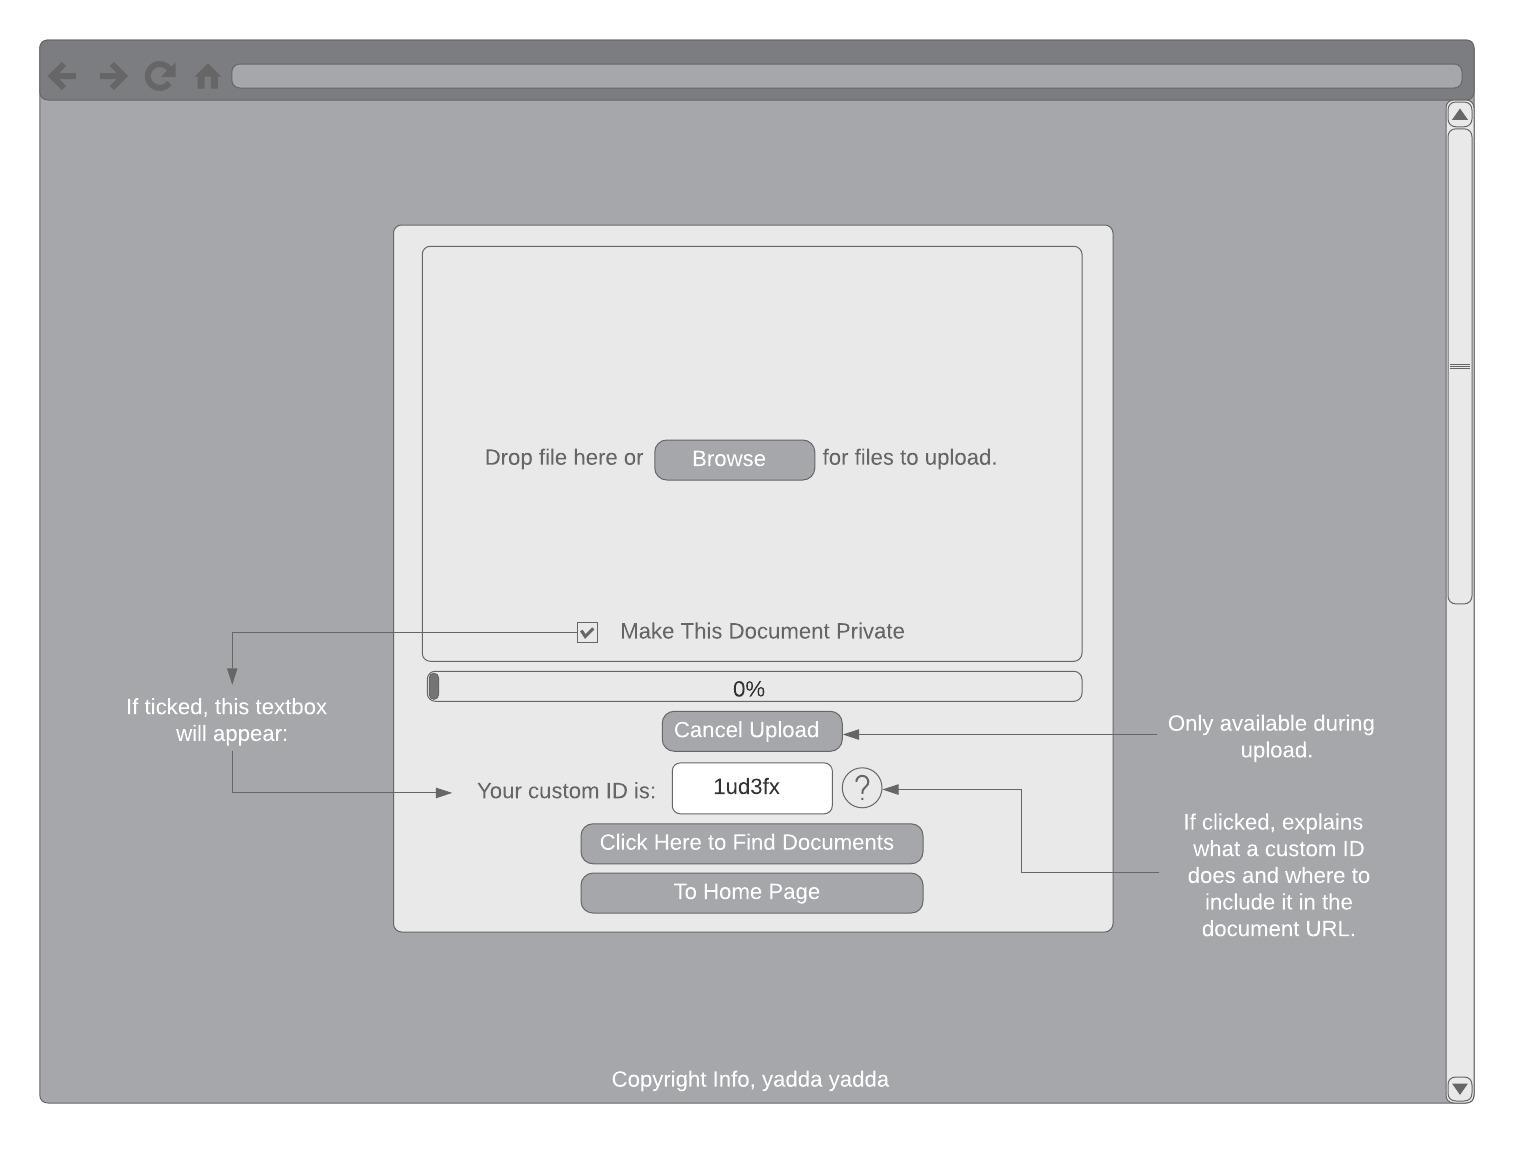 Drop file here or Browse for files to upload.
Make This Document Private
0%
If ticked, this textbox
will appear:
Cancel Upload
Only available during
upload.
Your custom ID is: 1ud3fx ?
If clicked, explains
what a custom ID
does and where to
include it in the
document URL.
Click Here to Find Documents
To Home Page
Copyright Info, yadda yadda